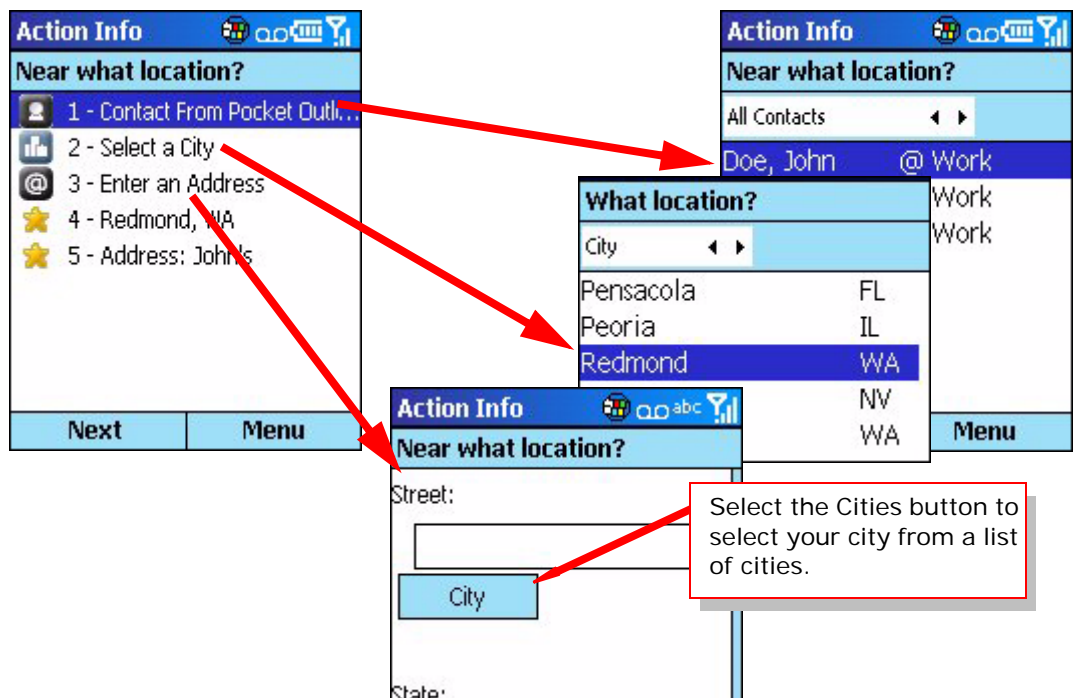 Action Info
Near what location?
1 - Contact From Pocket Outl...
2 - Select a City
3 - Enter an Address
4 - Redmond, WA
5 - Address: John's
Next Menu
Action Info
Near what location?
All Contacts
Doe, John @ Work
Work
Work
Menu
What location?
City
Pensacola FL
Peoria IL
Redmond WA
NV
WA
Action Info abc
Near what location?
Street:
City
State:
Select the Cities button to
select your city from a list
of cities.